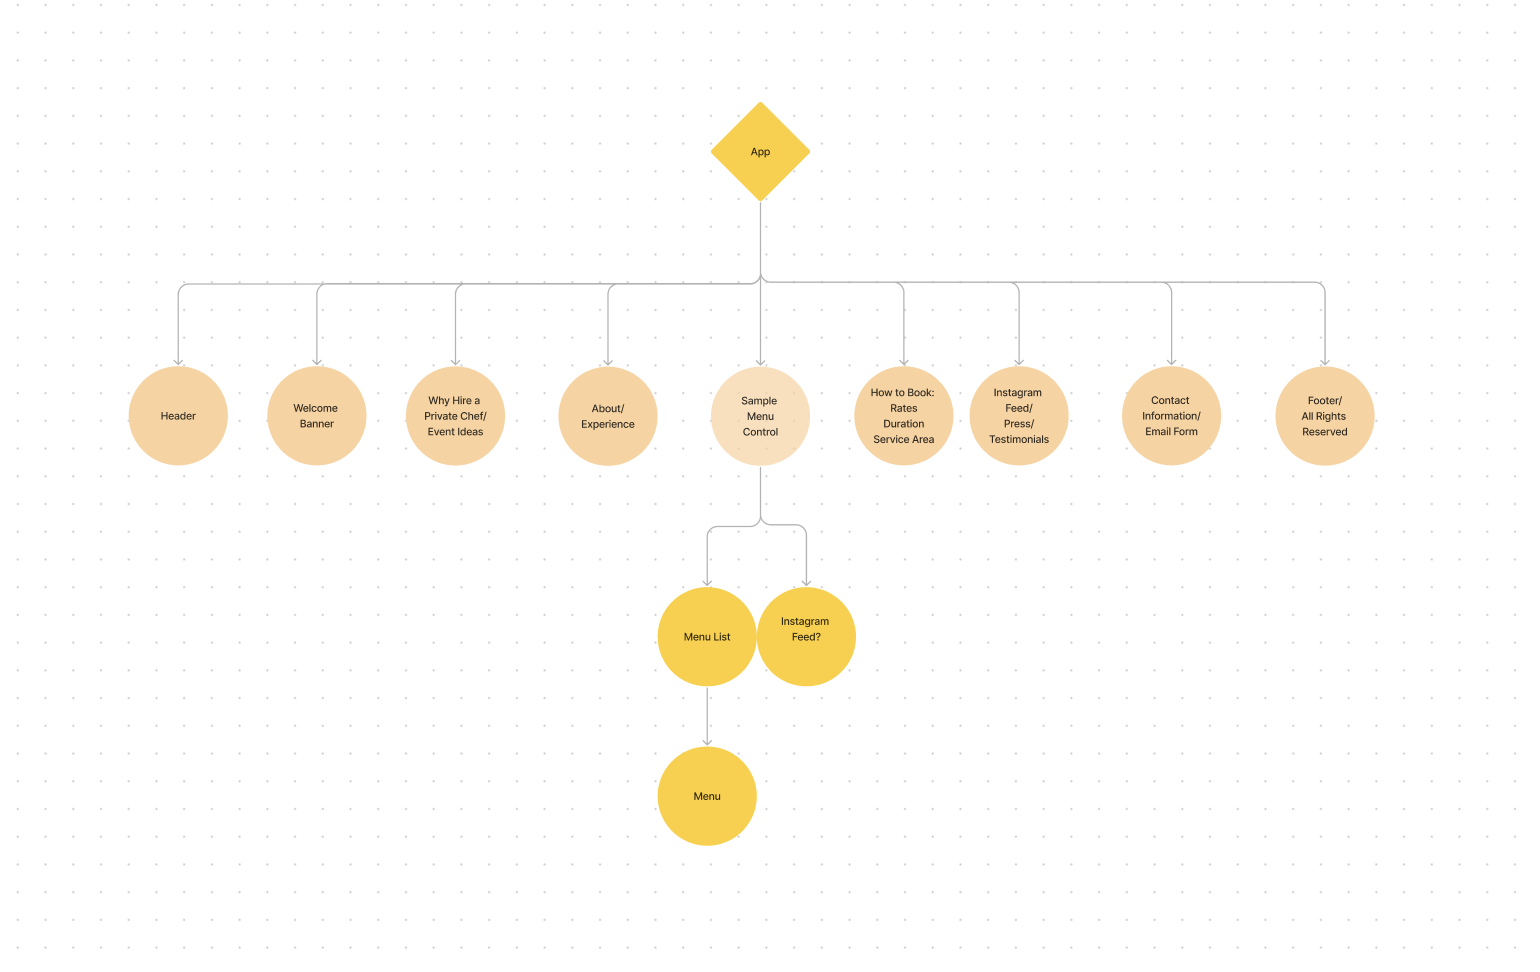 App
Header
Welcome
Banner
Why Hire a
Private Chef/
Event Ideas
About/
Experience
Sample
Menu
Control
How to Book:
Rates
Duration
Service Area
Instagram
Feed/
Press/
Testimonials
Contact
Information/
Email Form
Footer/
All Rights
Reserved
Menu List
Instagram
Feed?
Menu